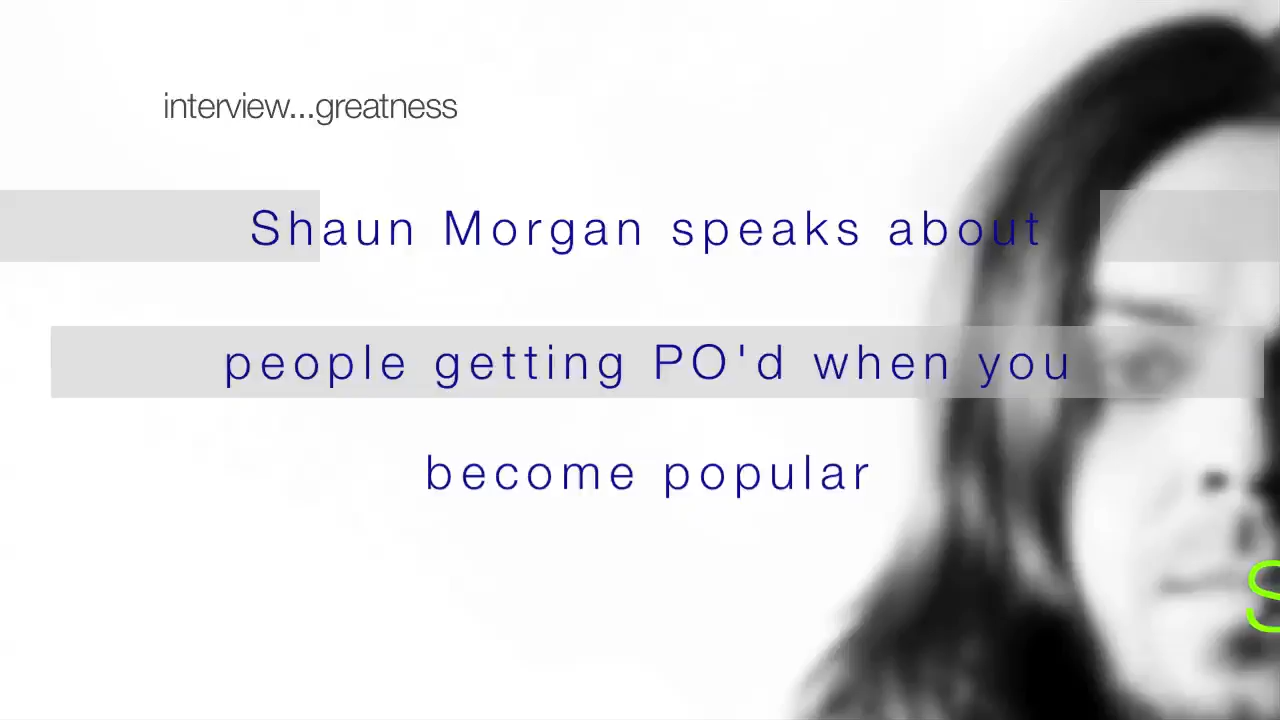 interview...greatness
Shaun Morgan speaks about
people getting PO'd when you
become popular
S